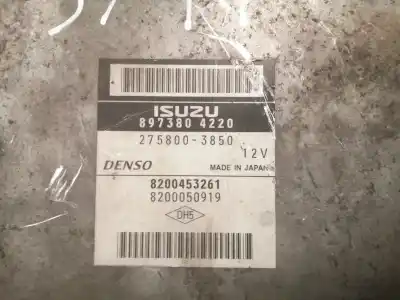 ISUZU
897380 4220
275800-3850
12V
DENSO
MADE IN JAPAN
8200453261
8200050919
DH5